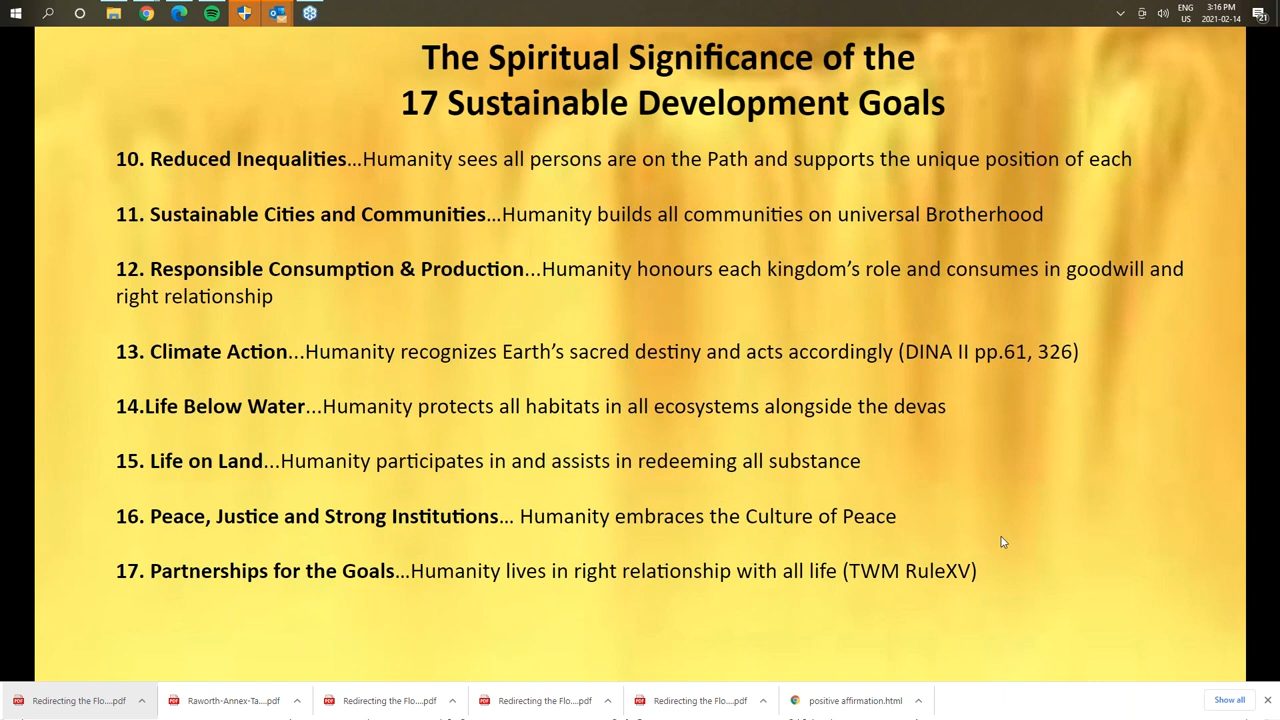 ENG
US
3:16 PM
2021-02-14
21
The Spiritual Significance of the
17 Sustainable Development Goals
10. Reduced Inequalities...Humanity sees all persons are on the Path and supports the unique position of each
11. Sustainable Cities and Communities...Humanity builds all communities on universal Brotherhood
12. Responsible Consumption & Production...Humanity honours each kingdom's role and consumes in goodwill and
right relationship
13. Climate Action...Humanity recognizes Earth's sacred destiny and acts accordingly (DINA II pp.61, 326)
14.Life Below Water...Humanity protects all habitats in all ecosystems alongside the devas
15. Life on Land...Humanity participates in and assists in redeeming all substance
16. Peace, Justice and Strong Institutions... Humanity embraces the Culture of Peace
17. Partnerships for the Goals...Humanity lives in right relationship with all life (TWM RuleXV)
Redirecting the Flo....pdf
Raworth-Annex-Ta....pdf
Redirecting the Flo....pdf
Redirecting the Flo....pdf
Redirecting the Flo....pdf
positive affirmation.html
Show all